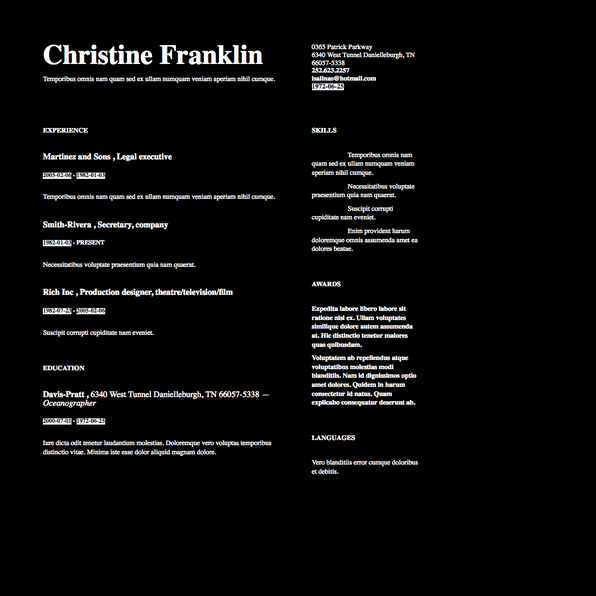 Christine Franklin
Temporibus omnis nam quam sed ex ullam numquam veniam aperiam nihil cumque.
0365 Patrick Parkway
6340 West Tunnel Danielleburgh, TN
66057-5338
252.623.2257
isalinas@hotmail.com
1972-06-25
EXPERIENCE
Martinez and Sons , Legal executive
2005-02-06 - 1982-01-03
Temporibus omnis nam quam sed ex ullam numquam veniam aperiam nihil cumque.
Smith-Rivera , Secretary, company
1982-01-03 - PRESENT
Necessitatibus voluptate praesentium quia nam quaerat.
Rich Inc , Production designer, theatre/television/film
1982-07-23 - 2005-02-06
Suscipit corrupti cupiditate nam eveniet.
EDUCATION
Davis-Pratt , 6340 West Tunnel Danielleburgh, TN 66057-5338 —
Oceanographer
2000-07-01 - 1972-06-25
Iure dicta odit tenetur laudantium molestias. Doloremque vero voluptas temporibus
distinctio vitae. Minima iste esse dolor aliquid magnam dolore.
SKILLS
Temporibus omnis nam
quam sed ex ullam numquam veniam
aperiam nihil cumque.
Necessitatibus voluptate
praesentium quia nam quaerat.
Suscipit corrupti
cupiditate nam eveniet.
Enim provident harum
doloremque omnis assumenda amet ea
dolores beatae.
AWARDS
Expedita labore libero labore sit
ratione nisi ex. Ullam voluptates
similique dolore autem assumenda
at. Hic distinctio tenetur maiores
quas quibusdam.
Voluptatem ab repellendus atque
voluptatibus molestias modi
blanditiis. Nam id dignissimos optio
amet dolores. Quidem in harum
consectetur id natus. Quam
explicabo consequatur deserunt ab.
LANGUAGES
Vero blanditiis error cumque doloribus
et debitis.